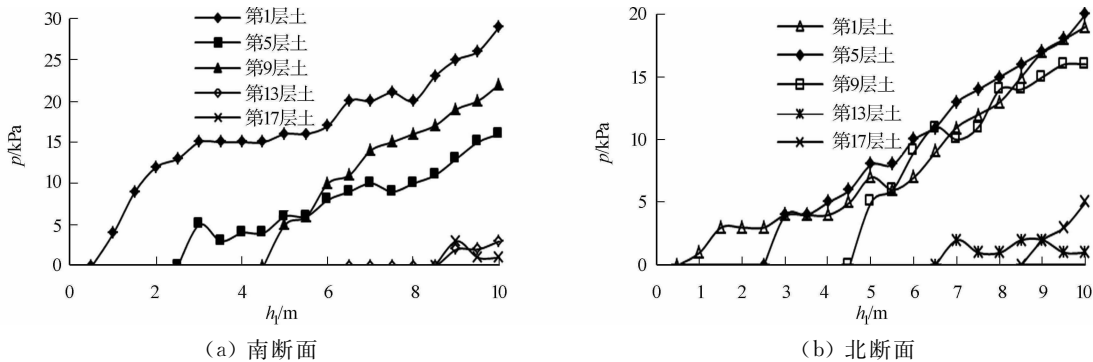 30
25
20
15
10
5
0
p/kPa
第1层土
第5层土
第9层土
第13层土
第17层土
0 2 4 6 8 10
h₁/m
(a) 南断面
20
15
10
5
0
p/kPa
第1层土
第5层土
第9层土
第13层土
第17层土
0 1 2 3 4 5 6 7 8 9 10
h₁/m
(b) 北断面